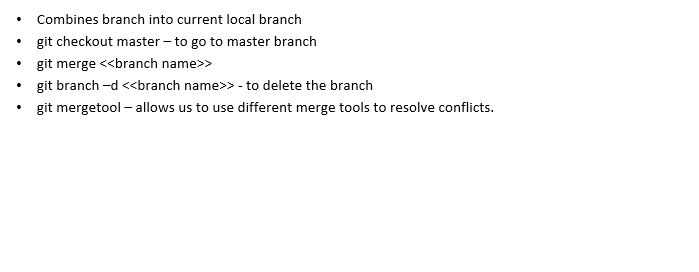 • Combines branch into current local branch
• git checkout master – to go to master branch
• git merge <<branch name>>
• git branch –d <<branch name>> - to delete the branch
• git mergetool – allows us to use different merge tools to resolve conflicts.